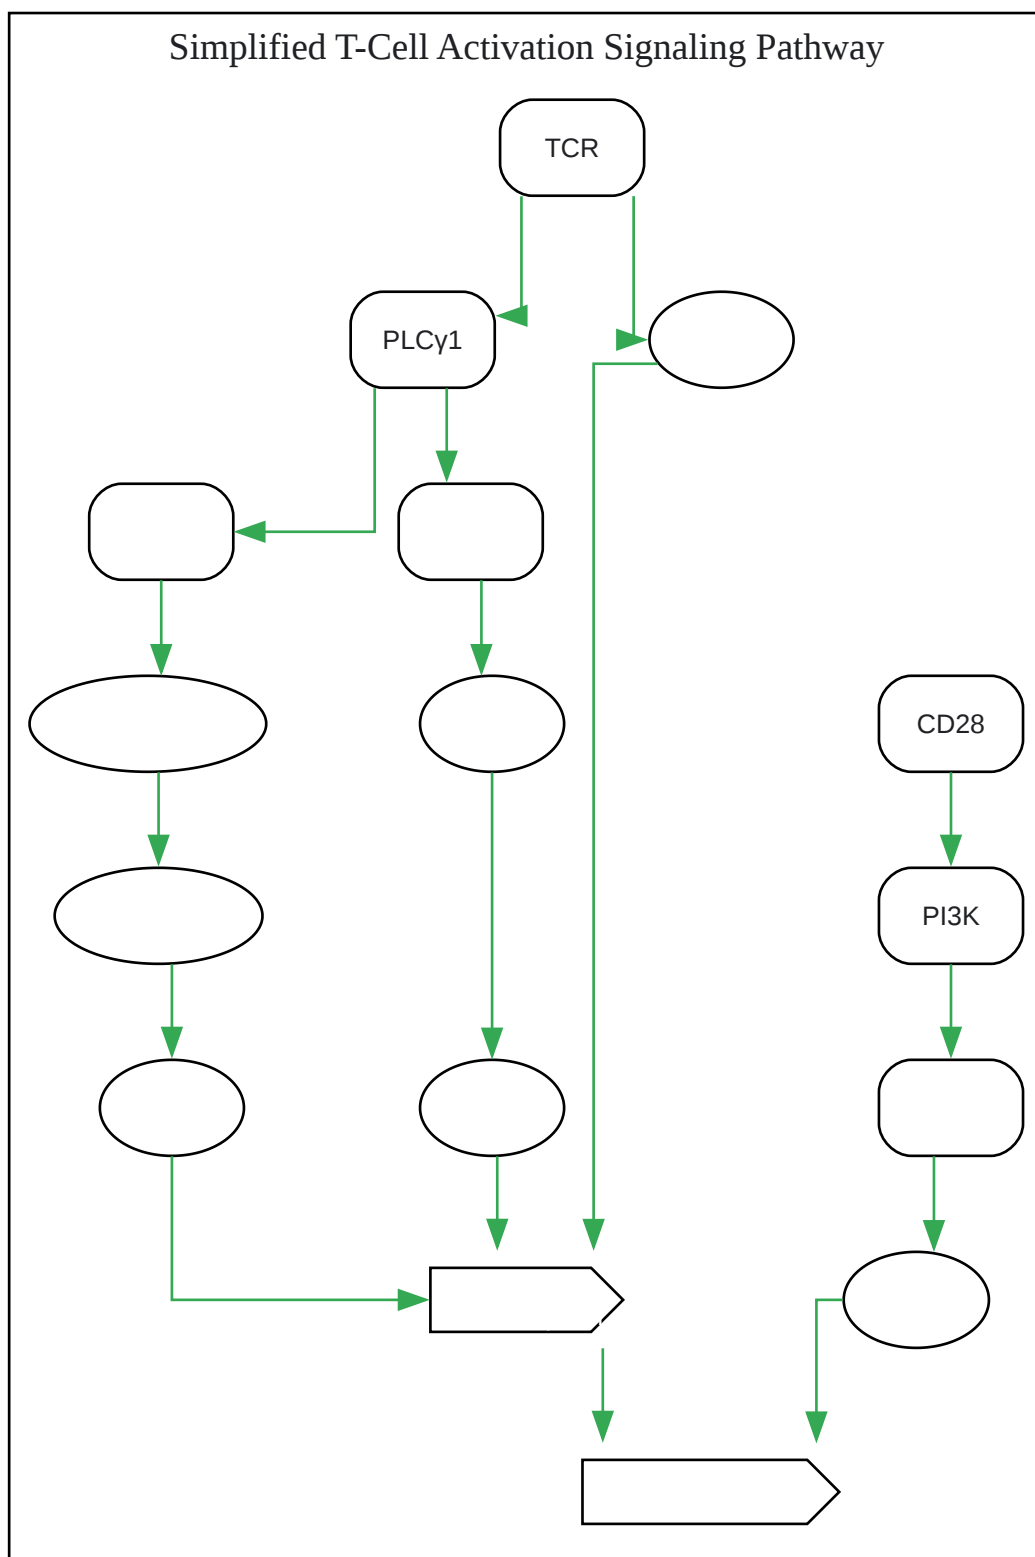 Simplified T-Cell Activation Signaling Pathway
TCR
PLCγ1
CD28
PI3K